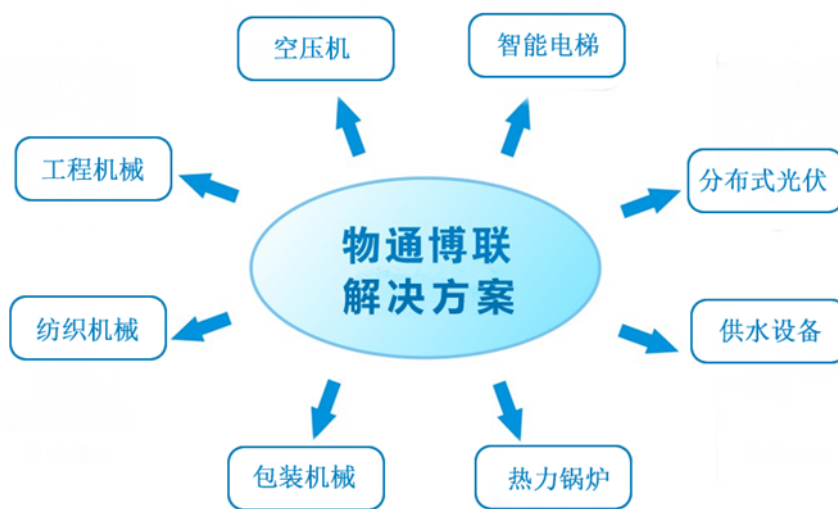 空压机
智能电梯
工程机械
分布式光伏
物通博联
解决方案
纺织机械
供水设备
包装机械
热力锅炉